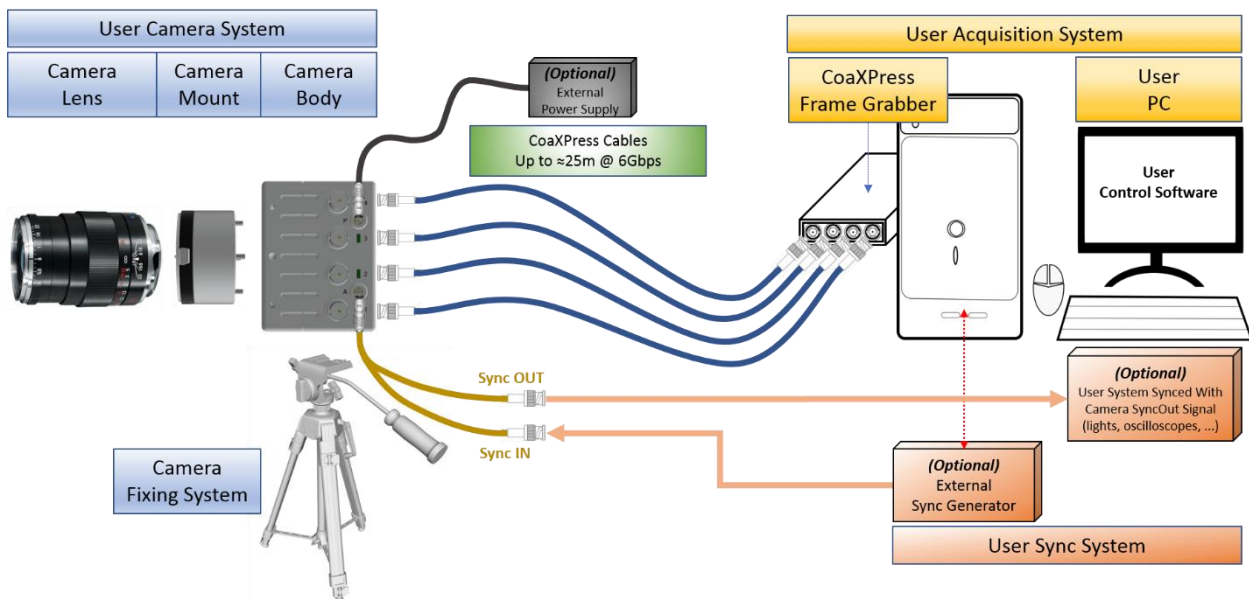 User Camera System
Camera
Lens
Camera
Mount
Camera
Body
(Optional)
External
Power Supply
CoaXPress Cables
Up to ≈25m @ 6Gbps
User Acquisition System
CoaXPress
Frame Grabber
User
PC
User
Control Software
Sync OUT
Sync IN
(Optional)
User System Synced With
Camera SyncOut Signal
(lights, oscilloscopes, ...)
Camera
Fixing System
(Optional)
External
Sync Generator
User Sync System